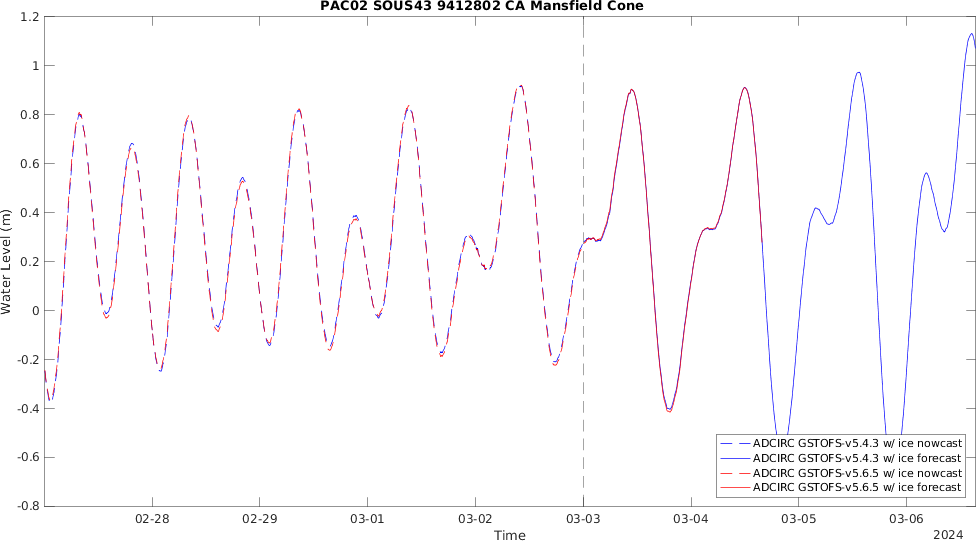 PAC02 SOUS43 9412802 CA Mansfield Cone
1.2
1
0.8
0.6
0.4
0.2
0
-0.2
-0.4
-0.6
-0.8
Water Level (m)
ADCIRC GSTOFS-v5.4.3 w/ ice nowcast
ADCIRC GSTOFS-v5.4.3 w/ ice forecast
ADCIRC GSTOFS-v5.6.5 w/ ice nowcast
ADCIRC GSTOFS-v5.6.5 w/ ice forecast
02-28 02-29 03-01 03-02 03-03 03-04 03-05 03-06
Time
2024